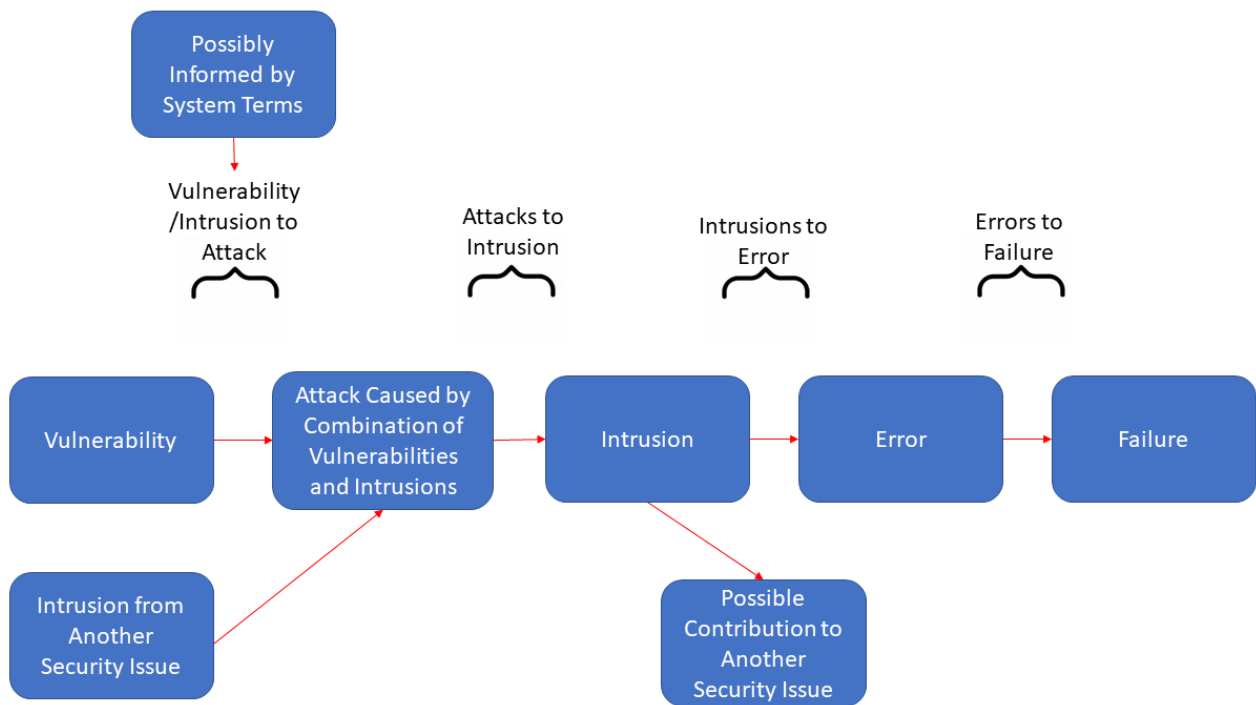 Possibly
Informed by
System Terms
Vulnerability
/Intrusion to
Attack
Attacks to
Intrusion
Intrusions to
Error
Errors to
Failure
Vulnerability
Attack Caused by
Combination of
Vulnerabilities
and Intrusions
Intrusion
Error
Failure
Intrusion from
Another
Security Issue
Possible
Contribution to
Another
Security Issue